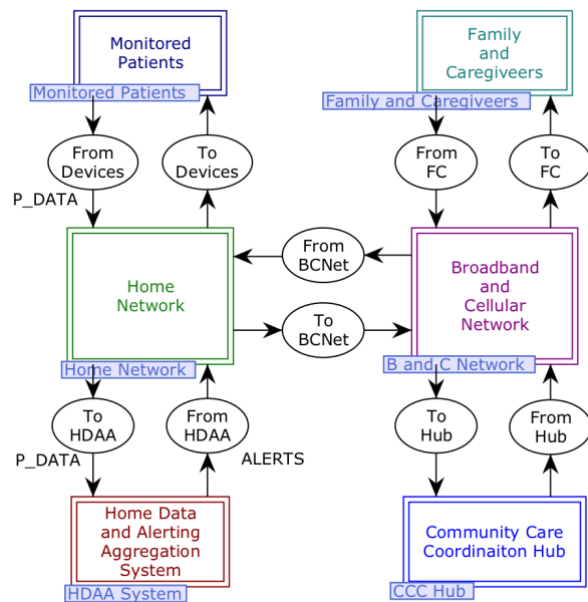 Monitored
Patients
Monitored Patients
Family
and
Caregiveers
Family and Caregiveers
From
Devices
To
Devices
From
FC
To
FC
P_DATA
Home
Network
Home Network
From
BCNet
To
BCNet
Broadband
and
Cellular
Network
B and C Network
To
HDAA
From
HDAA
To
Hub
From
Hub
P_DATA
ALERTS
Home Data
and Alerting
Aggregation
System
HDAA System
Community Care
Coordinaiton Hub
CCC Hub